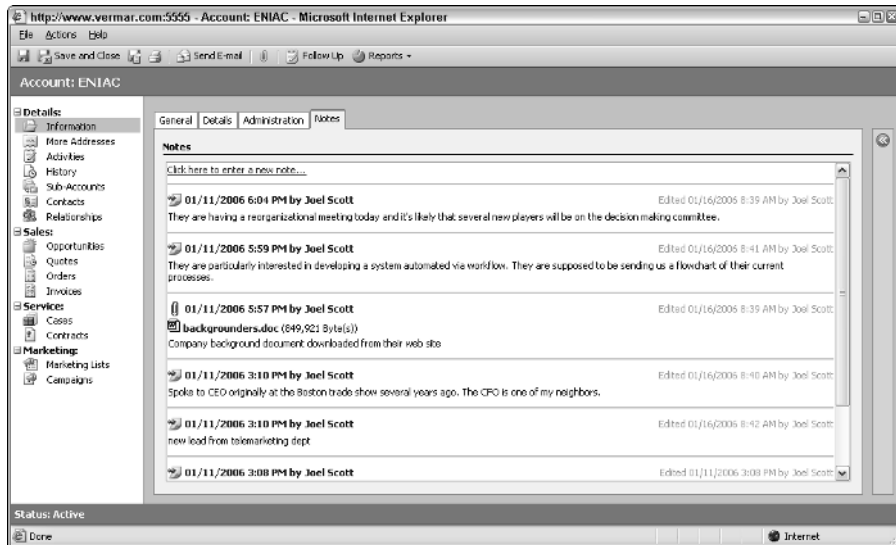 http://www.vermar.com:5555 - Account: ENIAC - Microsoft Internet Explorer
File Actions Help
Save and Close Send E-mail Follow Up Reports
Account: ENIAC
Details:
Information
More Addresses
Activities
History
Sub-Accounts
Contacts
Relationships
Sales:
Opportunities
Quotes
Orders
Invoices
Service:
Cases
Contracts
Marketing:
Marketing Lists
Campaigns
General Details Administration Notes
Notes
Click here to enter a new note...
01/11/2006 6:04 PM by Joel Scott Edited 01/16/2006 8:39 AM by Joel Scott
They are having a reorganizational meeting today and it's likely that several new players will be on the decision making committee.
01/11/2006 5:59 PM by Joel Scott Edited 01/16/2006 8:41 AM by Joel Scott
They are particularly interested in developing a system automated via workflow. They are supposed to be sending us a flowchart of their current
processes.
01/11/2006 5:57 PM by Joel Scott Edited 01/16/2006 8:39 AM by Joel Scott
backgrounders.doc (849,921 Byte(s))
Company background document downloaded from their web site
01/11/2006 3:10 PM by Joel Scott Edited 01/16/2006 8:40 AM by Joel Scott
Spoke to CEO originally at the Boston trade show several years ago. The CFO is one of my neighbors.
01/11/2006 3:10 PM by Joel Scott Edited 01/16/2006 8:42 AM by Joel Scott
new lead from telemarketing dept
01/11/2006 3:08 PM by Joel Scott Edited 01/11/2006 3:08 PM by Joel Scott
Status: Active
Done Internet